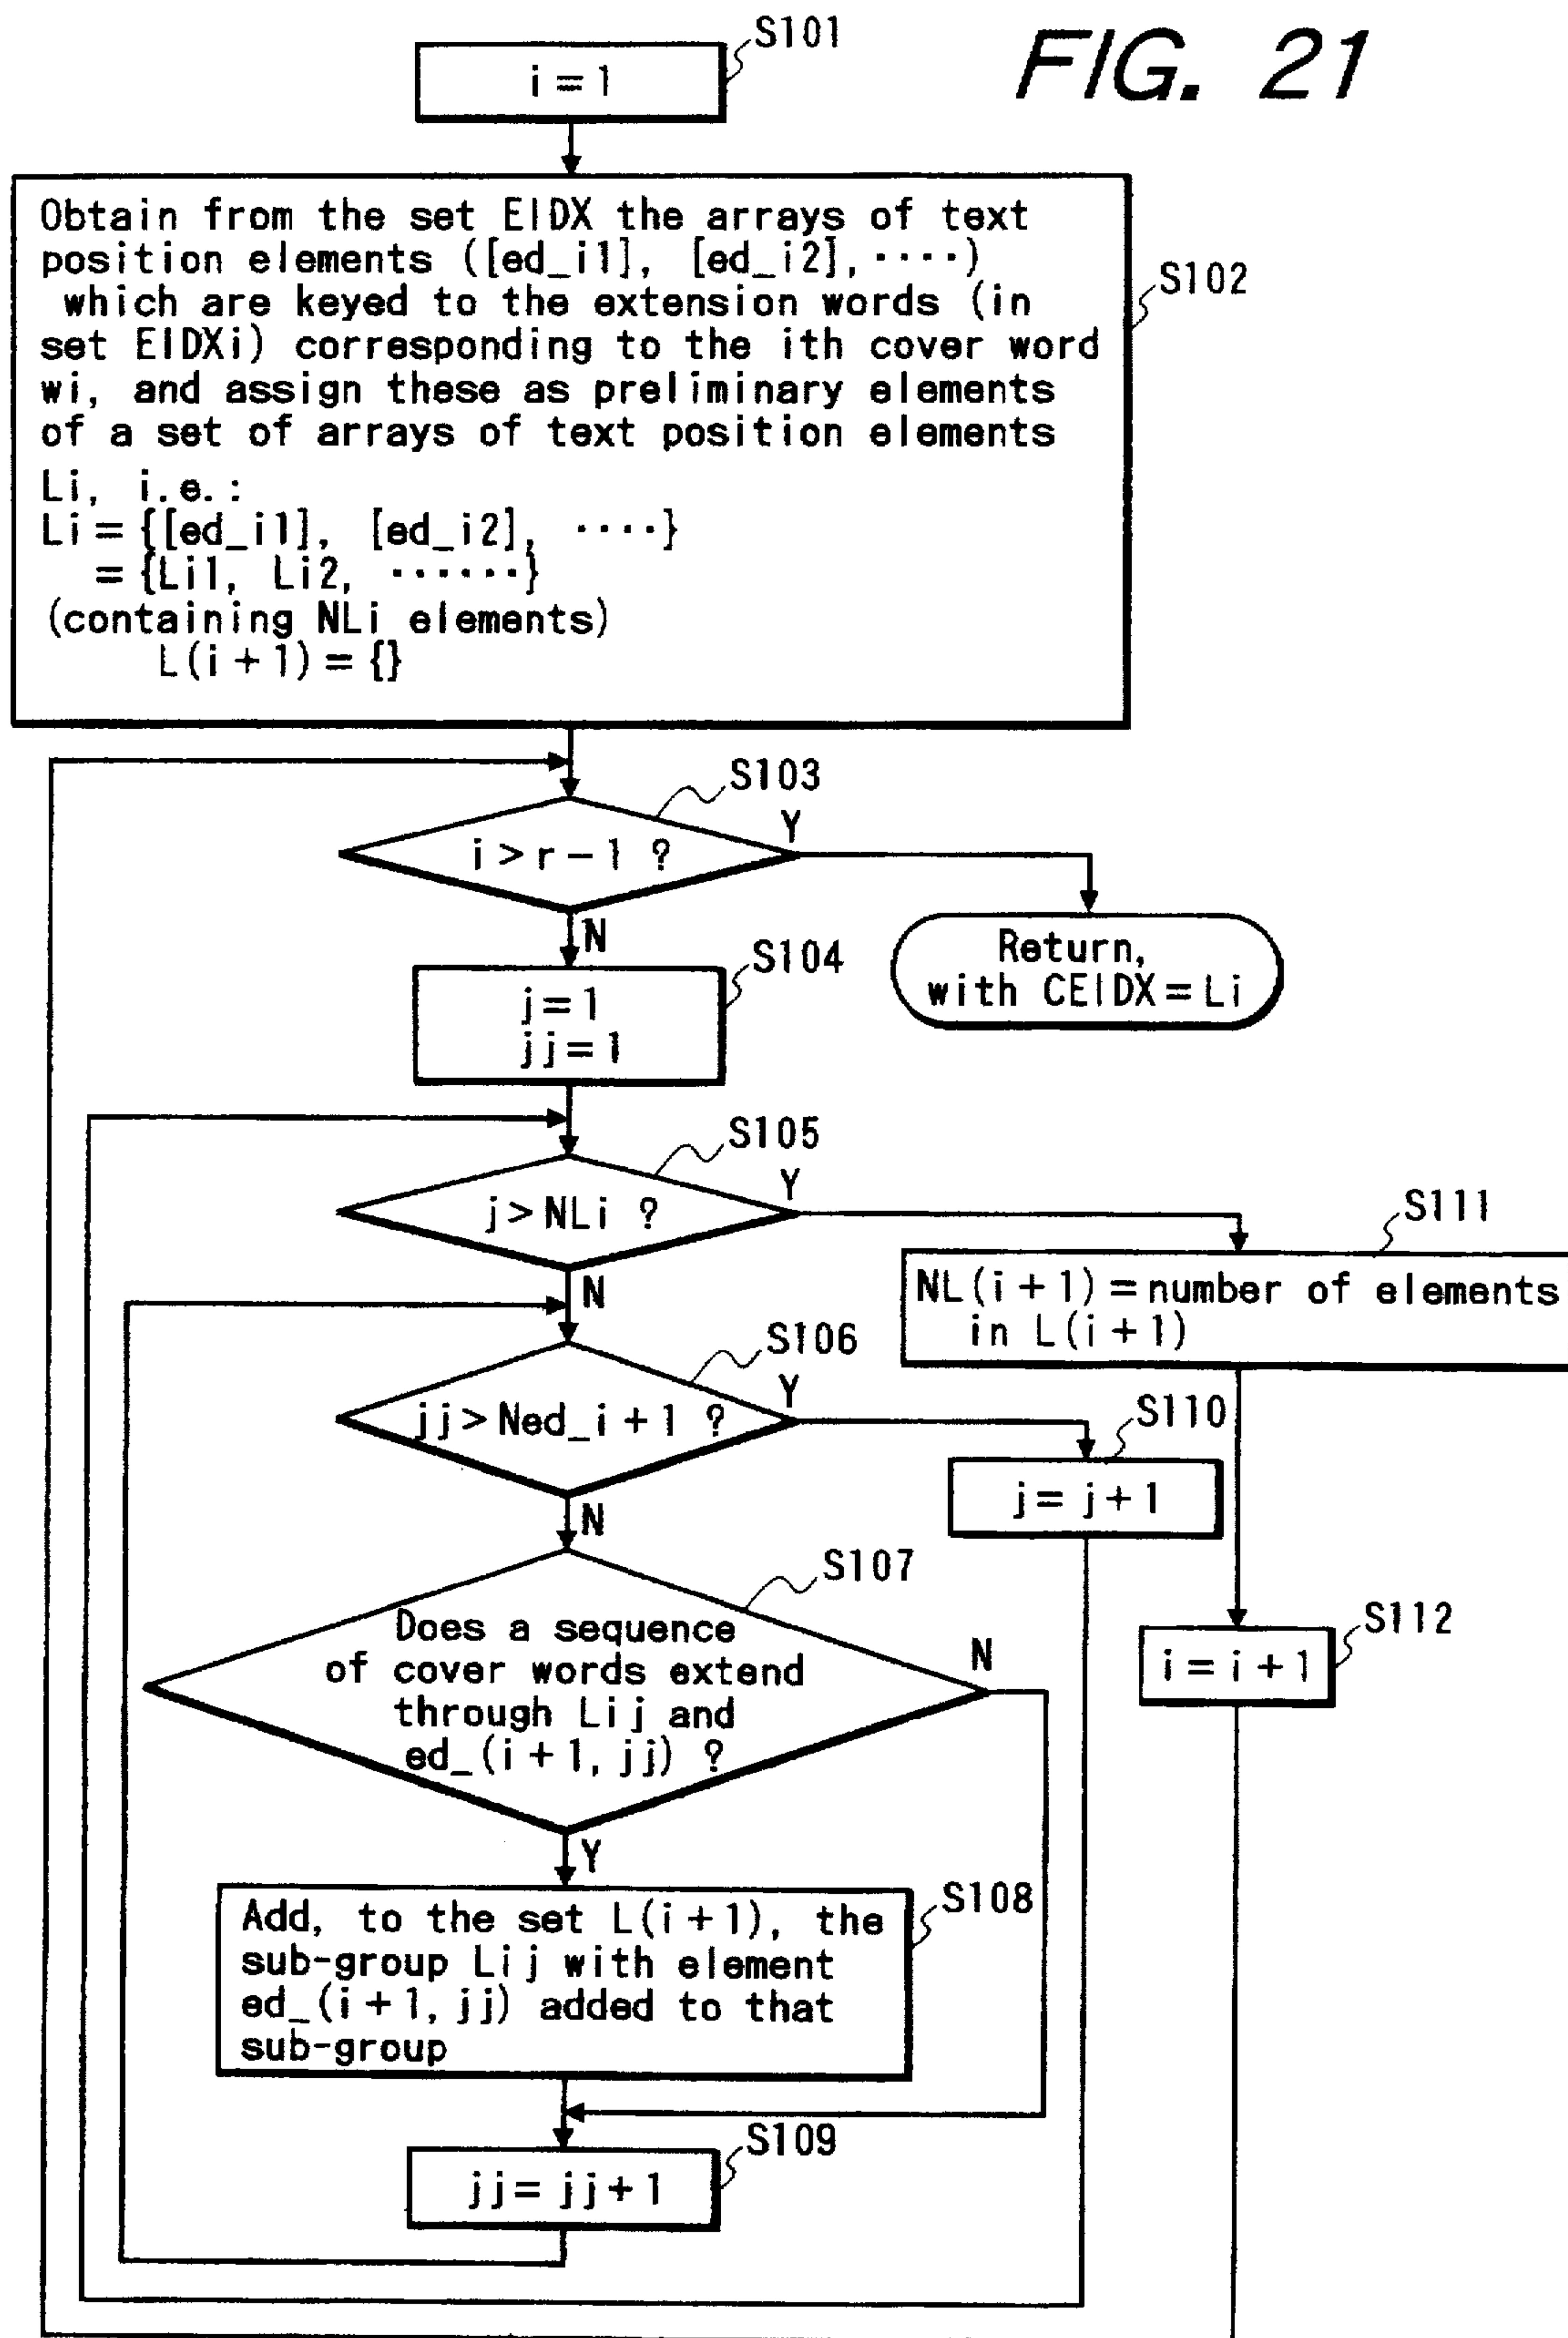 FIG. 21
S101
i = 1
S102
Obtain from the set EIDX the arrays of text
position elements ([ed_i1], [ed_i2], ‥‥)
which are keyed to the extension words (in
set EIDXi) corresponding to the ith cover word
wi, and assign these as preliminary elements
of a set of arrays of text position elements
Li, i.e.:
Li = {[ed_i1], [ed_i2], ‥‥}
= {Li1, Li2, ‥‥‥}
(containing NLi elements)
L(i + 1) = {}
S103
i > r - 1 ?
Y
N
Return,
with CEIDX = Li
S104
j = 1
jj = 1
S105
j > NLi ?
Y
N
S111
NL(i + 1) = number of elements
in L(i + 1)
S106
jj > Ned_i + 1 ?
Y
N
S110
j = j + 1
S107
Does a sequence
of cover words extend
through Lij and
ed_(i + 1, jj) ?
N
Y
S112
i = i + 1
S108
Add, to the set L(i + 1), the
sub-group Lij with element
ed_(i + 1, jj) added to that
sub-group
S109
jj = jj + 1